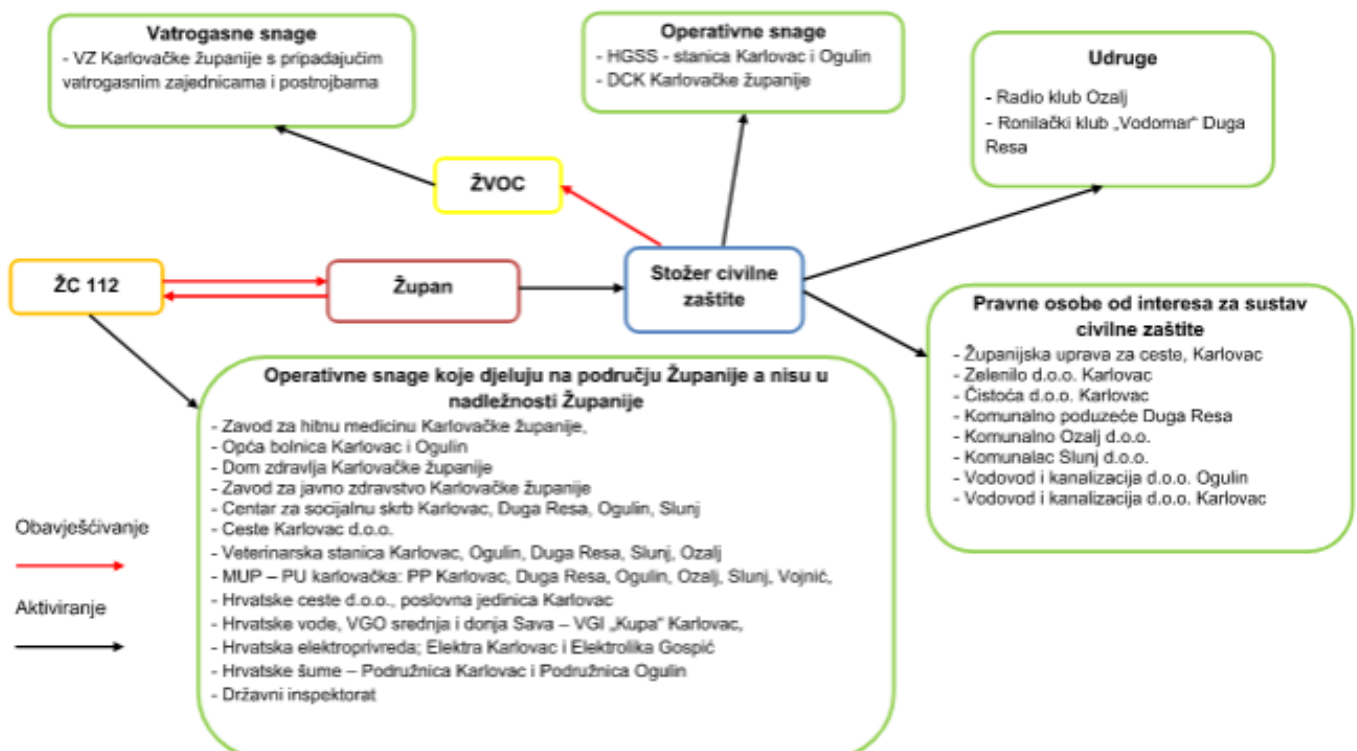 Vatrogasne snage
- VZ Karlovačke županije s pripadajućim
vatrogasnim zajednicama i postrojbama
Operativne snage
- HGSS - stanica Karlovac i Ogulin
- DCK Karlovačke županije
Udruge
- Radio klub Ozalj
- Ronilački klub „Vodomar“ Duga
Resa
ŽVOC
ŽC 112
Župan
Stožer civilne
zaštite
Pravne osobe od interesa za sustav
civilne zaštite
- Županijska uprava za ceste, Karlovac
- Zelenilo d.o.o. Karlovac
- Čistoća d.o.o. Karlovac
- Komunalno poduzeće Duga Resa
- Komunalno Ozalj d.o.o.
- Komunalac Slunj d.o.o.
- Vodovod i kanalizacija d.o.o. Ogulin
- Vodovod i kanalizacija d.o.o. Karlovac
Operativne snage koje djeluju na području Županije a nisu u
nadležnosti Županije
- Zavod za hitnu medicinu Karlovačke županije,
- Opća bolnica Karlovac i Ogulin
- Dom zdravlja Karlovačke županije
- Zavod za javno zdravstvo Karlovačke županije
- Centar za socijalnu skrb Karlovac, Duga Resa, Ogulin, Slunj
- Ceste Karlovac d.o.o.
- Veterinarska stanica Karlovac, Ogulin, Duga Resa, Slunj, Ozalj
- MUP – PU karlovačka: PP Karlovac, Duga Resa, Ogulin, Ozalj, Slunj, Vojnić,
- Hrvatske ceste d.o.o., poslovna jedinica Karlovac
- Hrvatske vode, VGO srednja i donja Sava – VGI „Kupa“ Karlovac,
- Hrvatska elektroprivreda; Elektra Karlovac i Elektrolika Gospić
- Hrvatske šume – Podružnica Karlovac i Podružnica Ogulin
- Državni inspektorat
Obavješćivanje
Aktiviranje